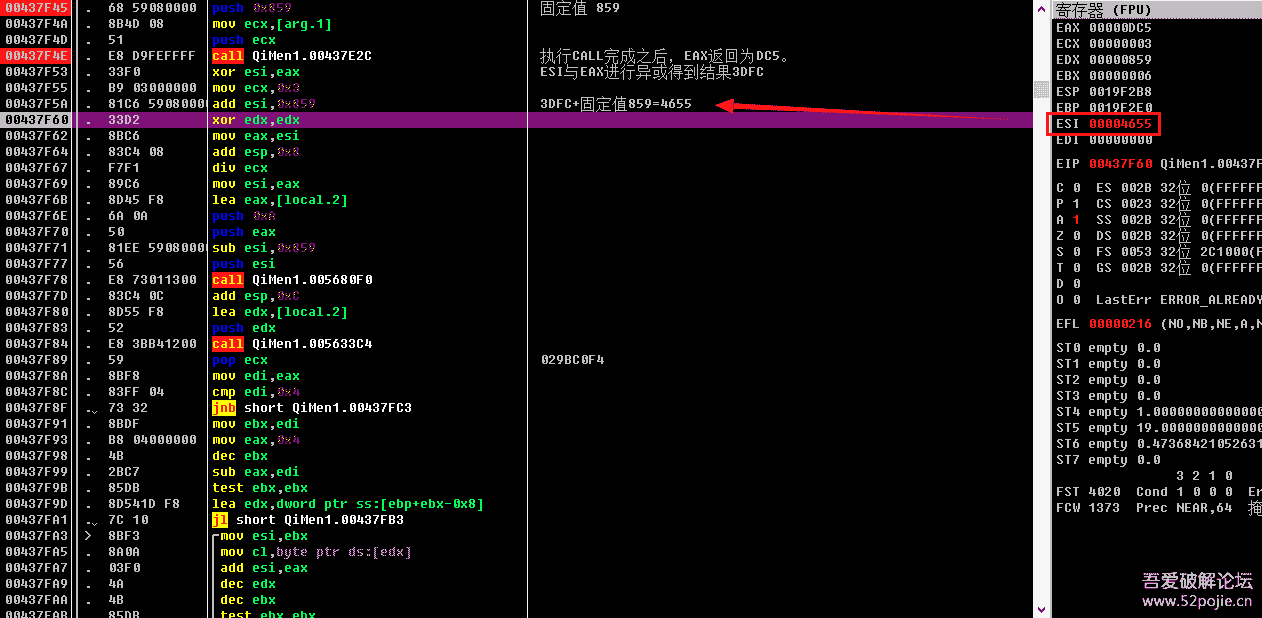 00437F45 . 68 59080000 push 0x859 固定值 859
00437F4A . 8B4D 08 mov ecx,[arg.1]
00437F4D . 51 push ecx
00437F4E . E8 D9FEFFFF call QiMen1.00437E2C 执行CALL完成之后，EAX返回为DC5。
00437F53 . 33F0 xor esi,eax ESI与EAX进行异或得到结果3DFC
00437F55 . B9 03000000 mov ecx,0x3
00437F5A . 81C6 5908000 add esi,0x859 3DFC+固定值859=4655
00437F60 . 33D2 xor edx,edx
00437F62 . 8BC6 mov eax,esi
00437F64 . 83C4 08 add esp,0x8
00437F67 . F7F1 div ecx
00437F69 . 89C6 mov esi,eax
00437F6B . 8D45 F8 lea eax,[local.2]
00437F6E . 6A 0A push 0xA
00437F70 . 50 push eax
00437F71 . 81EE 5908000 sub esi,0x859
00437F77 . 56 push esi
00437F78 . E8 73011300 call QiMen1.005680F0
00437F7D . 83C4 0C add esp,0xC
00437F80 . 8D55 F8 lea edx,[local.2]
00437F83 . 52 push edx
00437F84 . E8 3BB41200 call QiMen1.005633C4
00437F89 . 59 pop ecx 029BC0F4
00437F8A . 8BF8 mov edi,eax
00437F8C . 83FF 04 cmp edi,0x4
00437F8F . 73 32 jnb short QiMen1.00437FC3
00437F91 . 8BDF mov ebx,edi
00437F93 . B8 04000000 mov eax,0x4
00437F98 . 4B dec ebx
00437F99 . 2BC7 sub eax,edi
00437F9B . 85DB test ebx,ebx
00437F9D . 8D541D F8 lea edx,dword ptr ss:[ebp+ebx-0x8]
00437FA1 . 7C 10 jl short QiMen1.00437FB3
00437FA3 > 8BF3 mov esi,ebx
00437FA5 . 8A0A mov cl,byte ptr ds:[edx]
00437FA7 . 03F0 add esi,eax
00437FA9 . 4A dec edx
00437FAA . 4B dec ebx
00437FAB . 85DB test ebx,ebx
寄存器 (FPU)
EAX 00000DC5
ECX 00000003
EDX 00000859
EBX 00000006
ESP 0019F2B8
EBP 0019F2E0
ESI 00004655
EDI 00000000
EIP 00437F60 QiMen1.00437F
C 0 ES 002B 32位 0(FFFFFF
P 1 CS 0023 32位 0(FFFFFF
A 1 SS 002B 32位 0(FFFFFF
Z 0 DS 002B 32位 0(FFFFFF
S 0 FS 0053 32位 2C1000(F
T 0 GS 002B 32位 0(FFFFFF
D 0
O 0 LastErr ERROR_ALREADY
EFL 00000216 (NO,NB,NE,A,N
ST0 empty 0.0
ST1 empty 0.0
ST2 empty 0.0
ST3 empty 0.0
ST4 empty 1.0000000000000
ST5 empty 19.000000000000
ST6 empty 0.4736842105263
ST7 empty 0.0
3 2 1 0
FST 4020 Cond 1 0 0 0 Er
FCW 1373 Prec NEAR,64 掩
吾爱破解论坛
www.52pojie.cn